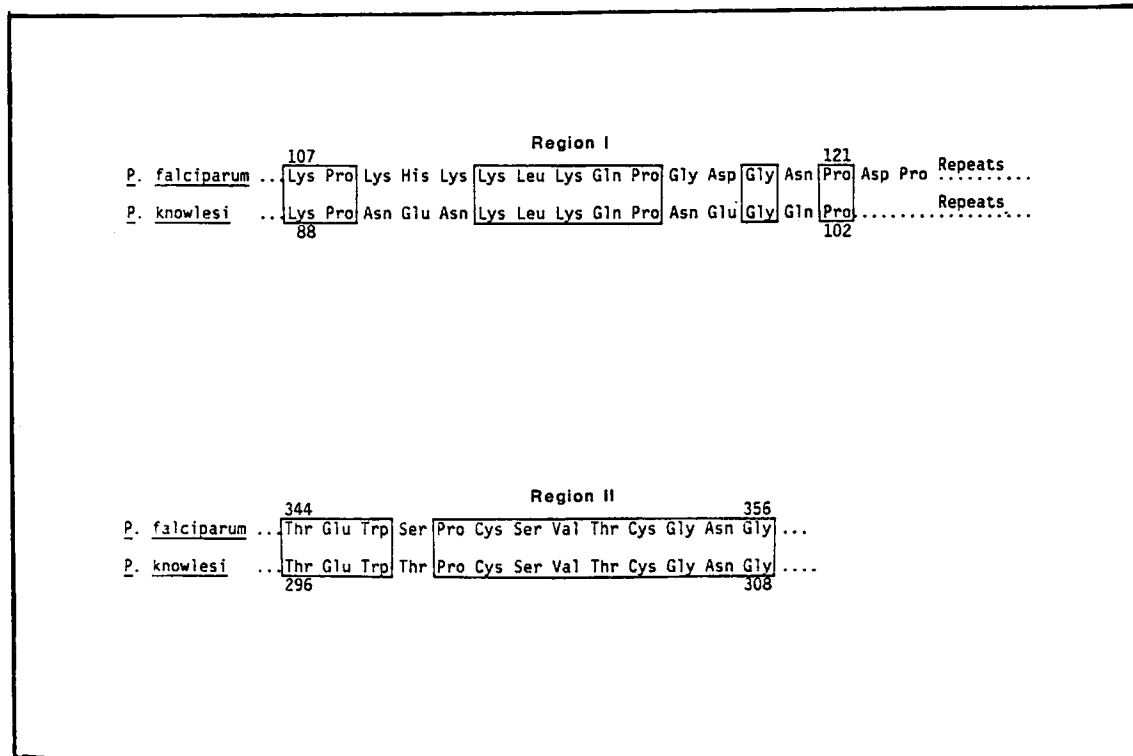 Region I
107 121
P. falciparum ...Lys Pro Lys His Lys Lys Leu Lys Gln Pro Gly Asp Gly Asn Pro Asp Pro Repeats..........
P. knowlesi ...Lys Pro Asn Glu Asn Lys Leu Lys Gln Pro Asn Glu Gly Gln Pro...........Repeats..........
88 102
Region II
344 356
P. falciparum ...Thr Glu Trp Ser Pro Cys Ser Val Thr Cys Gly Asn Gly ...
P. knowlesi ...Thr Glu Trp Thr Pro Cys Ser Val Thr Cys Gly Asn Gly ....
296 308